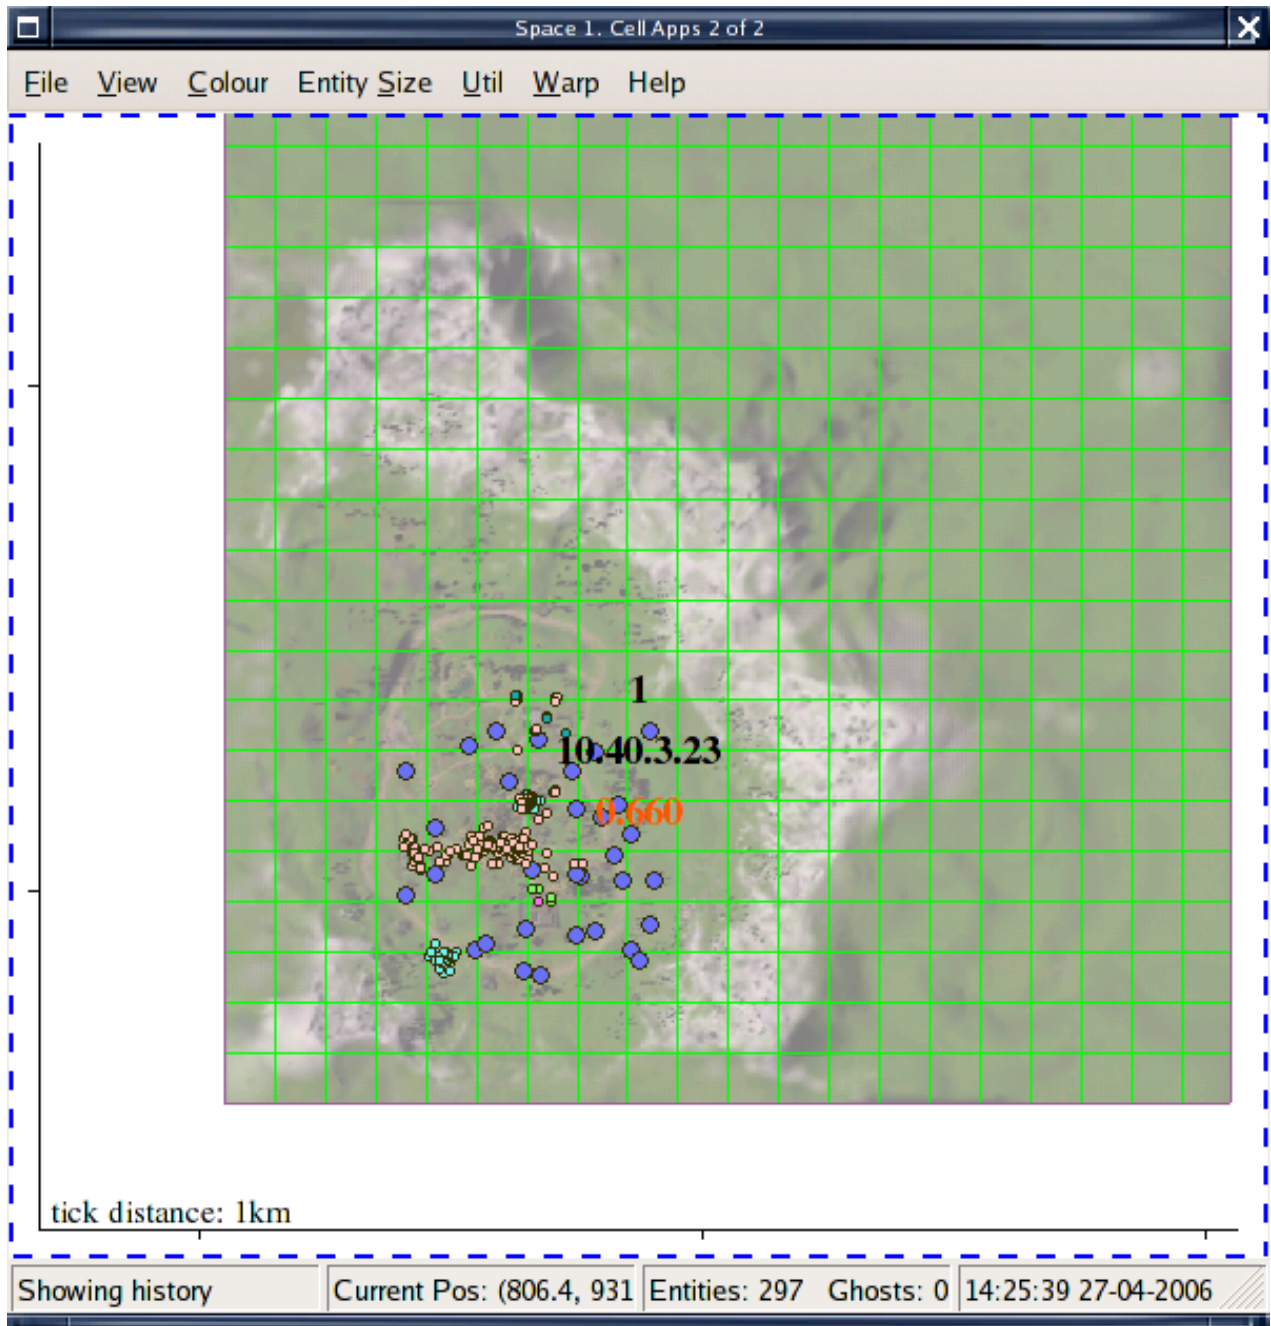 Space 1. Cell Apps 2 of 2
File View Colour Entity Size Util Warp Help
1
10.40.3.23
0.660
tick distance: 1km
Showing history Current Pos: (806.4, 931 Entities: 297 Ghosts: 0 14:25:39 27-04-2006